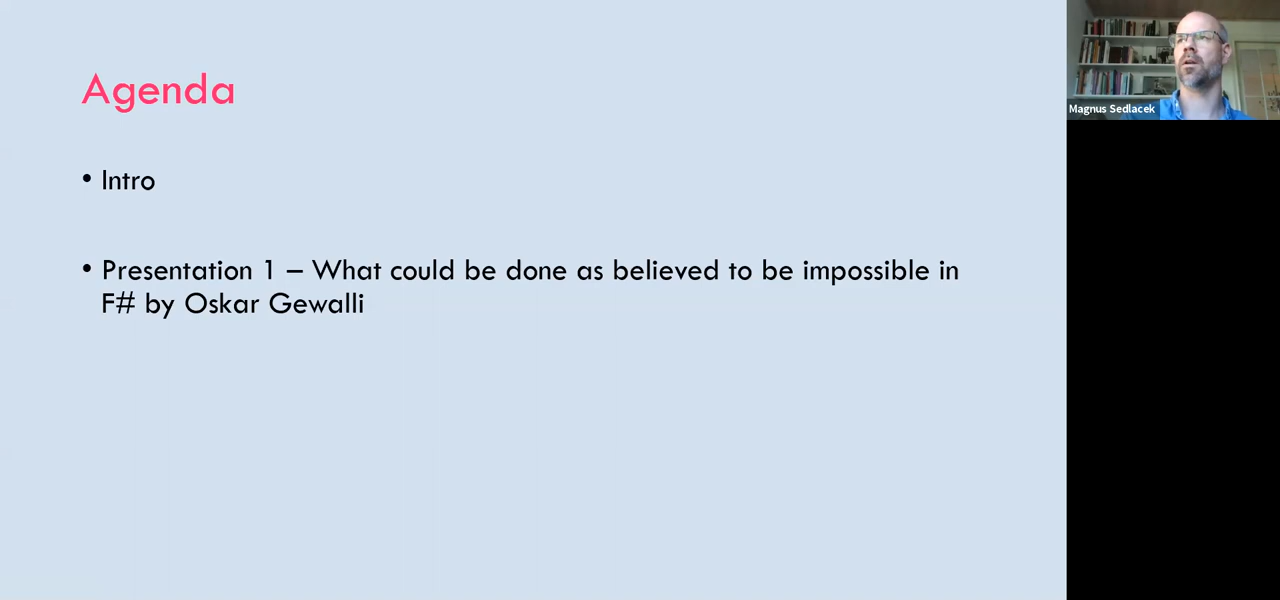 Agenda
• Intro
• Presentation 1 – What could be done as believed to be impossible in
F# by Oskar Gewalli
Magnus Sedlacek